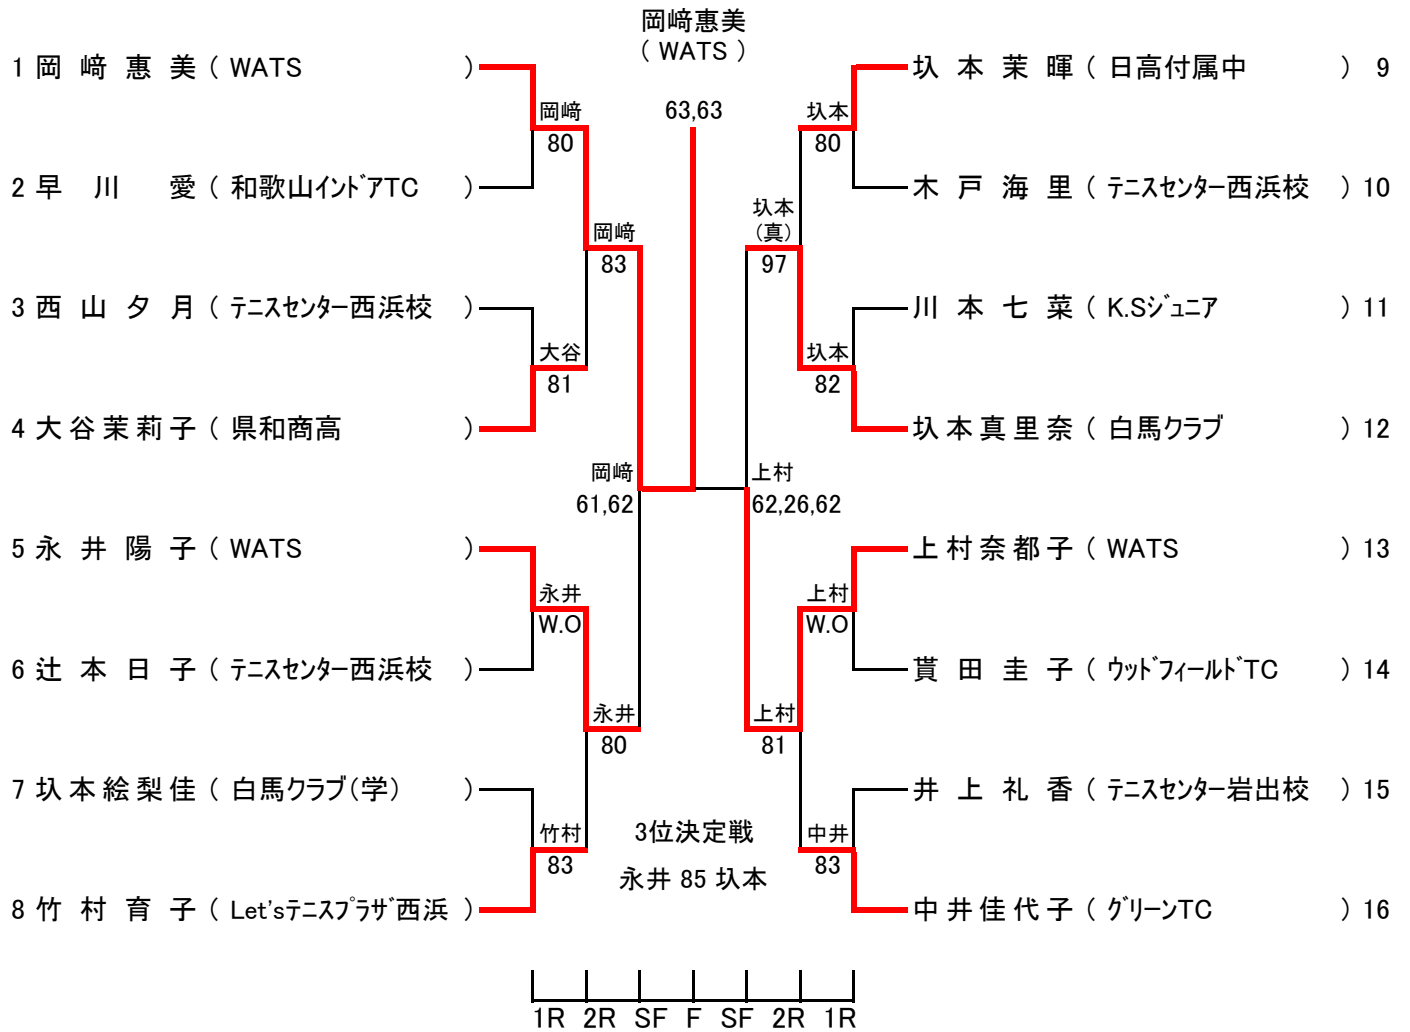 岡﨑惠美
( WATS )
63,63
1 岡 﨑 惠 美 ( WATS )
岡﨑
80
2 早 川 愛 ( 和歌山ｲﾝﾄﾞｱTC )
岡﨑
83
3 西 山 夕 月 ( ﾃﾆｽｾﾝﾀｰ西浜校 )
大谷
81
4 大 谷 茉 莉 子 ( 県和商高 )
岡﨑
61,62
5 永 井 陽 子 ( WATS )
永井
W.O
6 辻 本 日 子 ( ﾃﾆｽｾﾝﾀｰ西浜校 )
永井
80
7 圦 本 絵 梨 佳 ( 白馬クラブ(学) )
竹村
83
8 竹 村 育 子 ( Let'sﾃﾆｽﾌﾟﾗｻﾞ西浜 )
圦 本 茉 暉 ( 日高付属中 ) 9
圦本
80
木 戸 海 里 ( ﾃﾆｽｾﾝﾀｰ西浜校 ) 10
圦本
(真)
97
川 本 七 菜 ( K.Sｼﾞｭﾆｱ ) 11
圦本
82
圦 本 真 里 奈 ( 白馬クラブ ) 12
上村
62,26,62
上 村 奈 都 子 ( WATS ) 13
上村
W.O
貰 田 圭 子 ( ｳｯﾄﾞﾌｨｰﾙﾄﾞTC ) 14
上村
81
井 上 礼 香 ( ﾃﾆｽｾﾝﾀｰ岩出校 ) 15
中井
83
中 井 佳 代 子 ( ｸﾞﾘｰﾝTC ) 16
3位決定戦
永井 85 圦本
1R 2R SF F SF 2R 1R